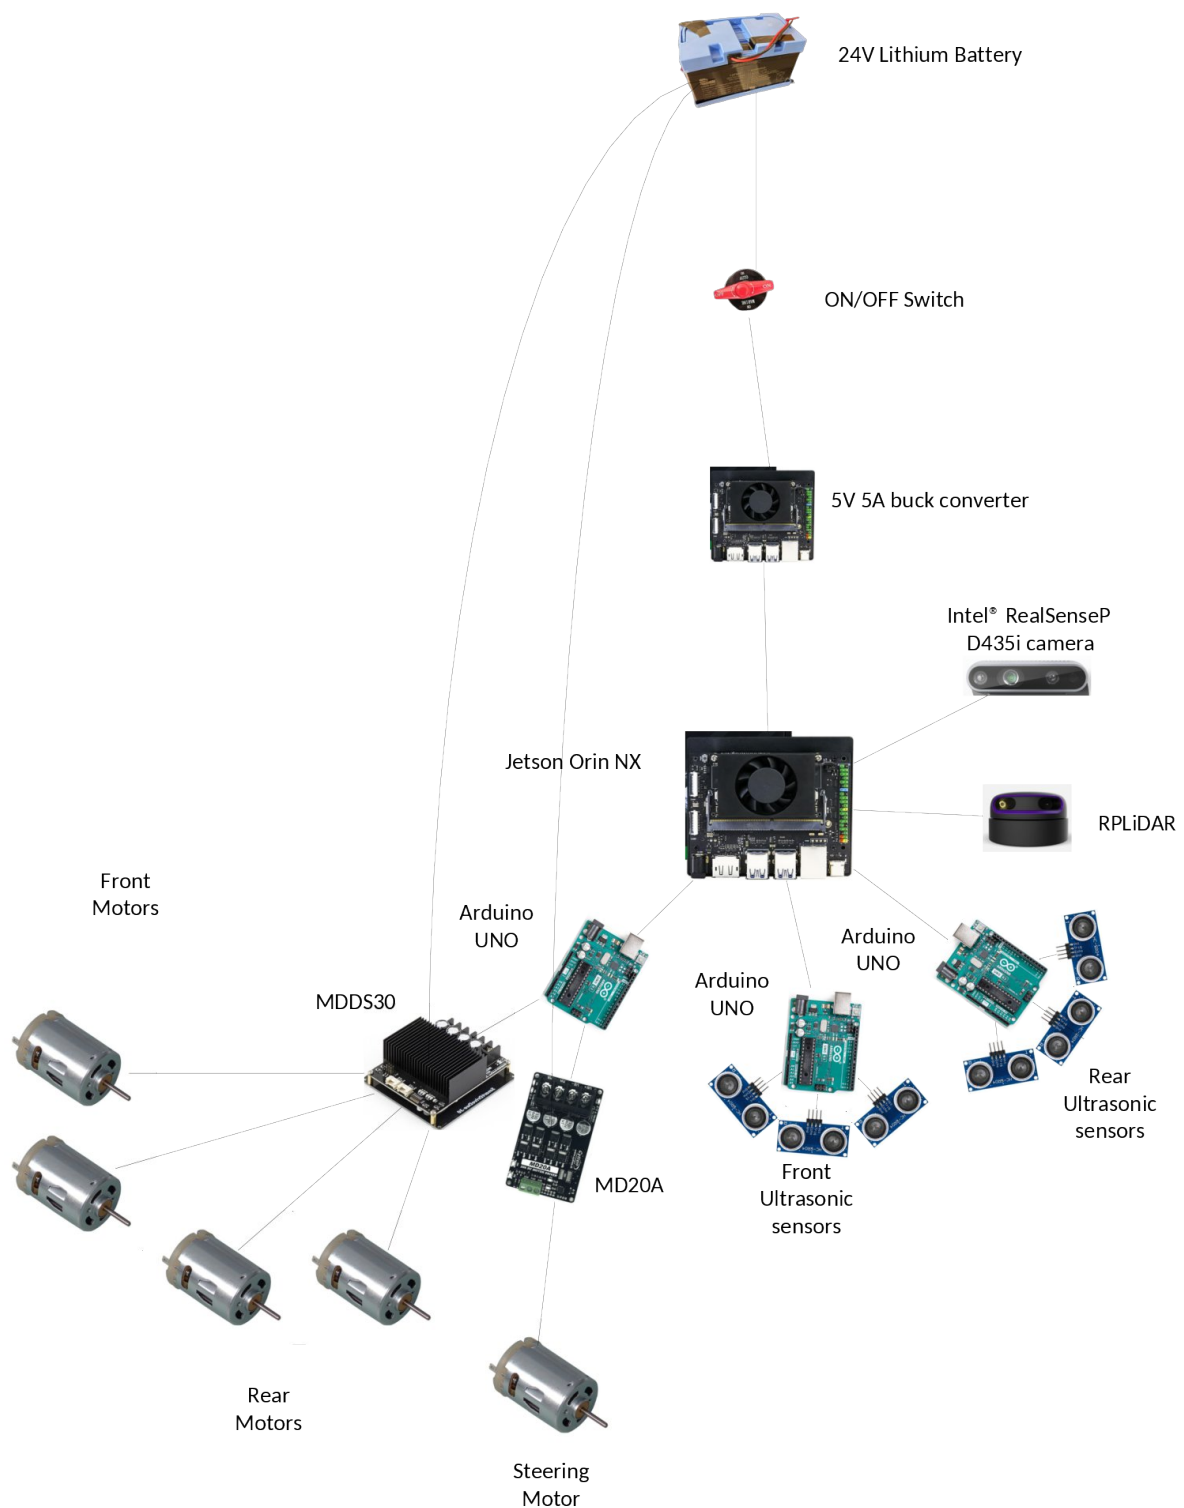 24V Lithium Battery
ON/OFF Switch
5V 5A buck converter
Intel® RealSenseP
D435i camera
Jetson Orin NX
RPLiDAR
Front
Motors
Arduino
UNO
Arduino
UNO
Arduino
UNO
MDDS30
MD20A
MD20A
Rear
Ultrasonic
sensors
Front
Ultrasonic
sensors
Rear
Motors
Steering
Motor